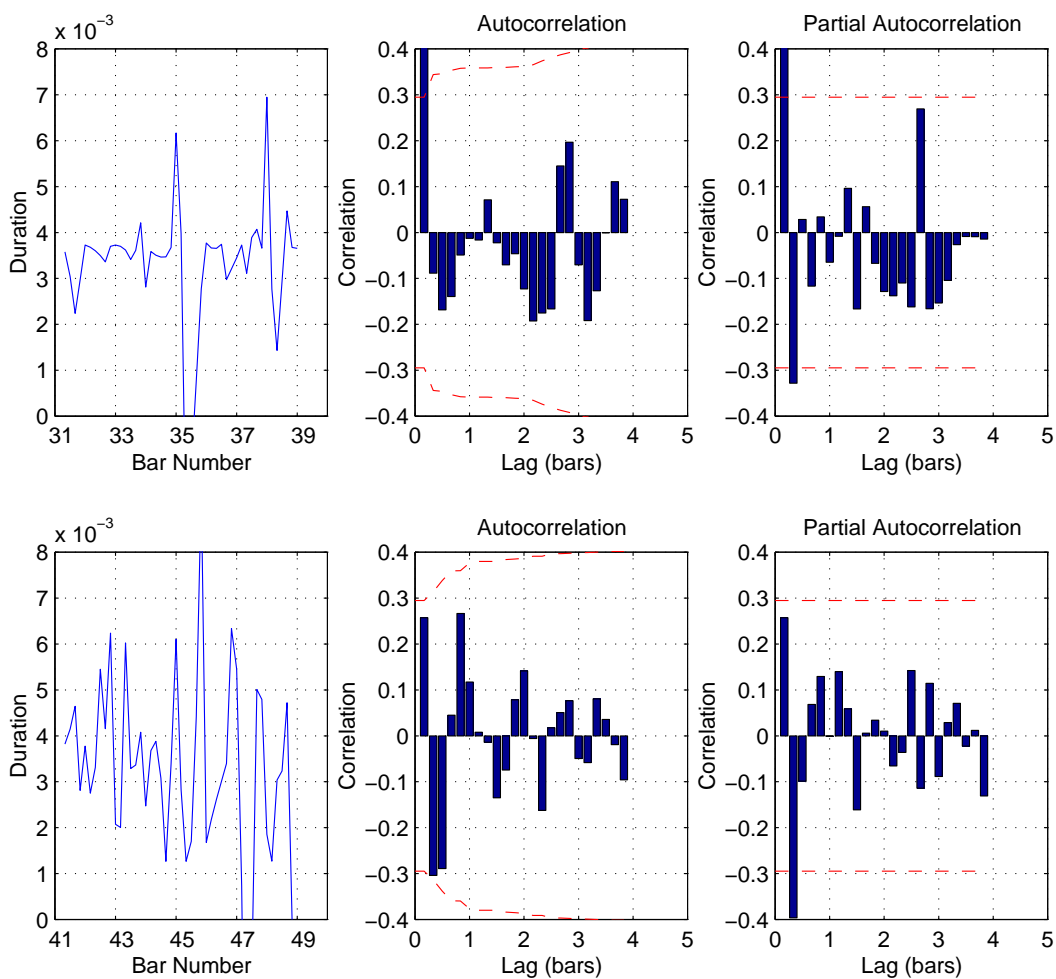 x 10−3
8
7
6
5
4
3
2
1
0
31 33 35 37 39
Duration
Bar Number
Autocorrelation
0.4
0.3
0.2
0.1
0
−0.1
−0.2
−0.3
−0.4
0 1 2 3 4 5
Correlation
Lag (bars)
Partial Autocorrelation
0.4
0.3
0.2
0.1
0
−0.1
−0.2
−0.3
−0.4
0 1 2 3 4 5
Correlation
Lag (bars)
x 10−3
8
7
6
5
4
3
2
1
0
41 43 45 47 49
Duration
Bar Number
Autocorrelation
0.4
0.3
0.2
0.1
0
−0.1
−0.2
−0.3
−0.4
0 1 2 3 4 5
Correlation
Lag (bars)
Partial Autocorrelation
0.4
0.3
0.2
0.1
0
−0.1
−0.2
−0.3
−0.4
0 1 2 3 4 5
Correlation
Lag (bars)